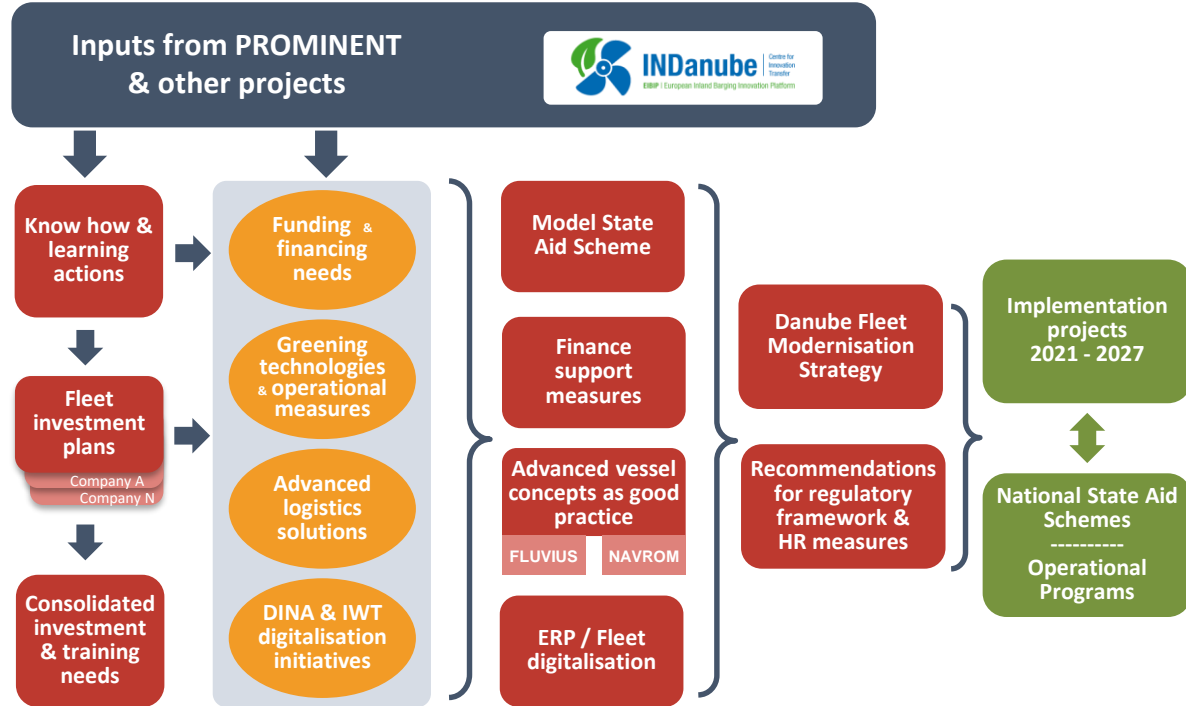 Inputs from PROMINENT
& other projects
INDanube
Centre for
Innovation
Transfer
EIBIP | European Inland Barging Innovation Platform
Know how &
learning
actions
Fleet
investment
plans
Company A
Company N
Consolidated
investment
& training
needs
Funding &
financing
needs
Greening
technologies
& operational
measures
Advanced
logistics
solutions
DINA & IWT
digitalisation
initiatives
Model State
Aid Scheme
Finance
support
measures
Advanced vessel
concepts as good
practice
FLUVIUS
NAVROM
ERP / Fleet
digitalisation
Danube Fleet
Modernisation
Strategy
Recommendations
for regulatory
framework &
HR measures
Implementation
projects
2021 - 2027
National State Aid
Schemes
----------
Operational
Programs